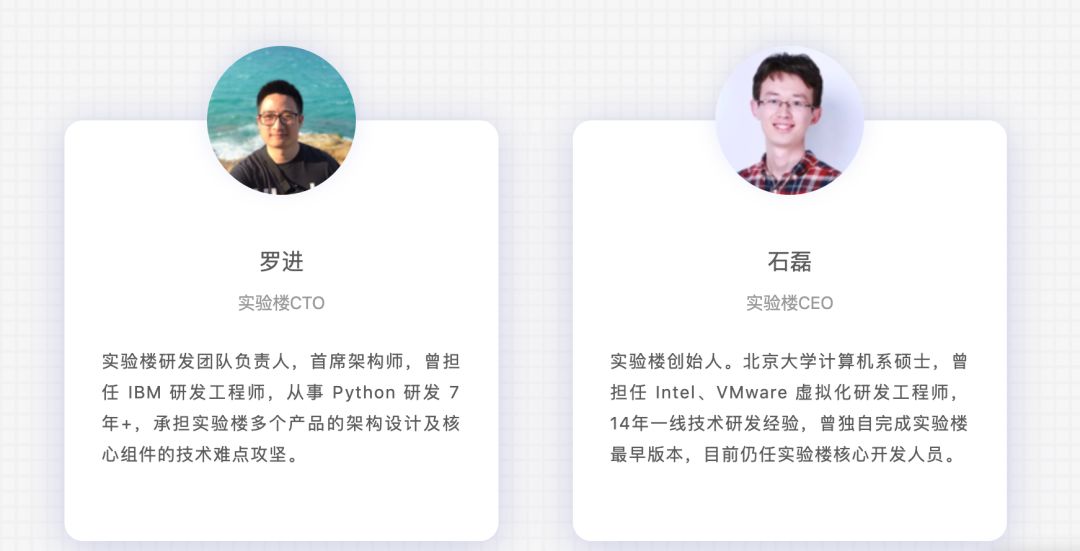 罗进
实验楼CTO
实验楼研发团队负责人，首席架构师，曾担
任 IBM 研发工程师，从事 Python 研发 7
年+，承担实验楼多个产品的架构设计及核
心组件的技术难点攻坚。
石磊
实验楼CEO
实验楼创始人。北京大学计算机系硕士，曾
担任 Intel、VMware 虚拟化研发工程师，
14年一线技术研发经验，曾独自完成实验楼
最早版本，目前仍任实验楼核心开发人员。